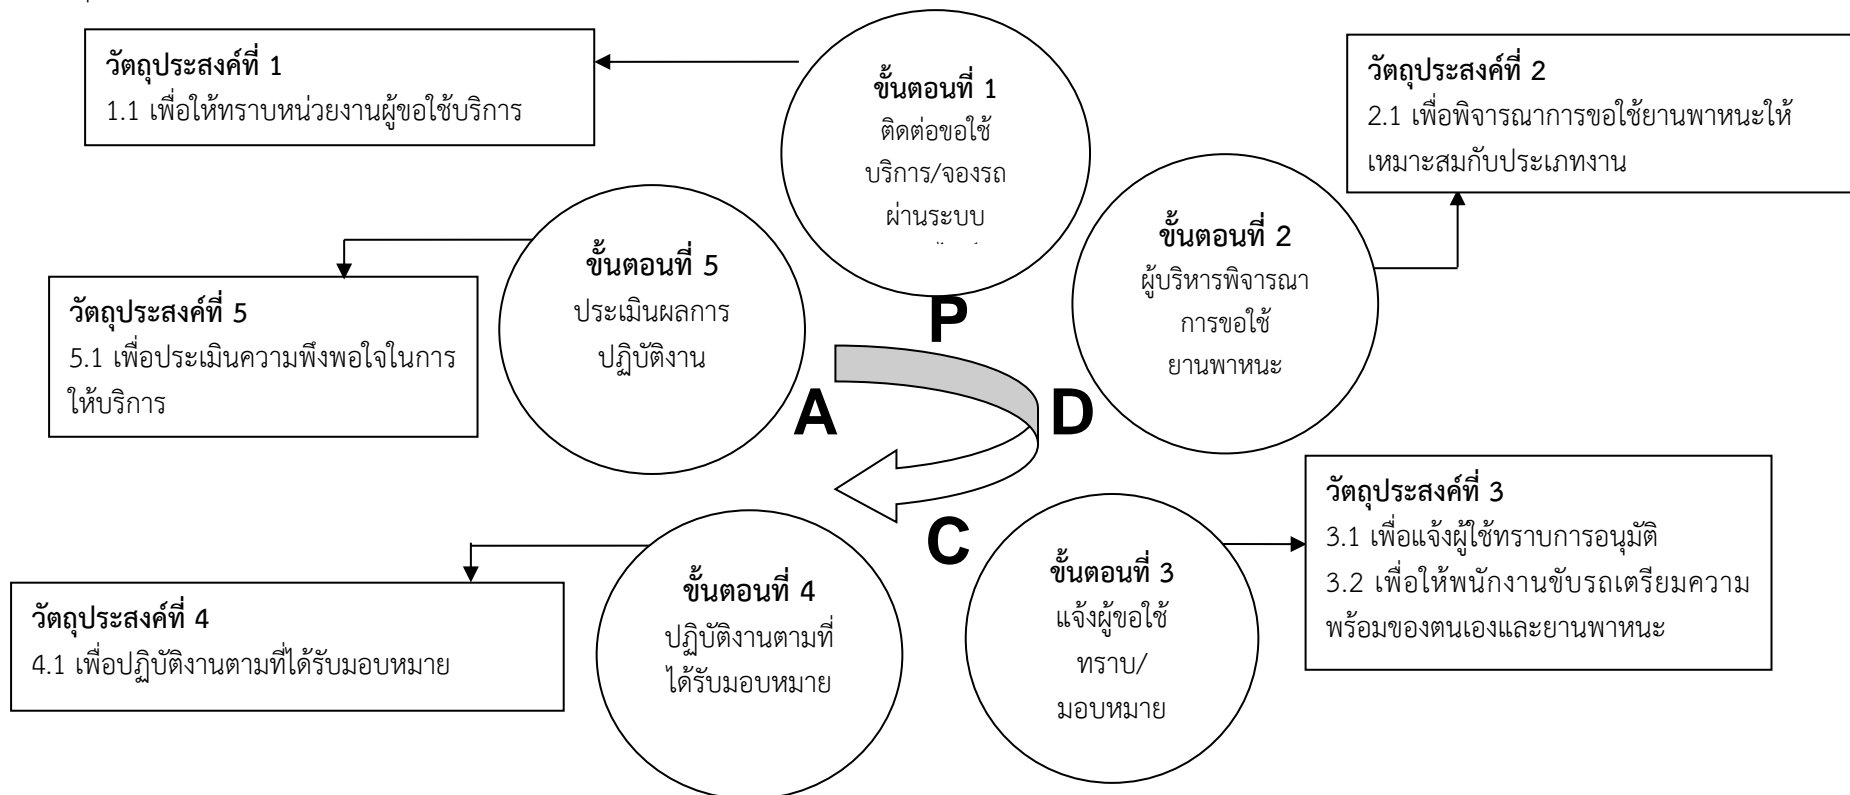 วัตถุประสงค์ที่ 1
1.1 เพื่อให้ทราบหน่วยงานผู้ขอใช้บริการ
ขั้นตอนที่ 1
ติดต่อขอใช้
บริการ/จองรถ
ผ่านระบบ
วัตถุประสงค์ที่ 2
2.1 เพื่อพิจารณาการขอใช้ยานพาหนะให้
เหมาะสมกับประเภทงาน
ขั้นตอนที่ 2
ผู้บริหารพิจารณา
การขอใช้
ยานพาหนะ
ขั้นตอนที่ 5
ประเมินผลการ
ปฏิบัติงาน
วัตถุประสงค์ที่ 5
5.1 เพื่อประเมินความพึงพอใจในการ
ให้บริการ
P
A
D
C
วัตถุประสงค์ที่ 3
3.1 เพื่อแจ้งผู้ใช้ทราบการอนุมัติ
3.2 เพื่อให้พนักงานขับรถเตรียมความ
พร้อมของตนเองและยานพาหนะ
ขั้นตอนที่ 3
แจ้งผู้ขอใช้
ทราบ/
มอบหมาย
ขั้นตอนที่ 4
ปฏิบัติงานตามที่
ได้รับมอบหมาย
วัตถุประสงค์ที่ 4
4.1 เพื่อปฏิบัติงานตามที่ได้รับมอบหมาย